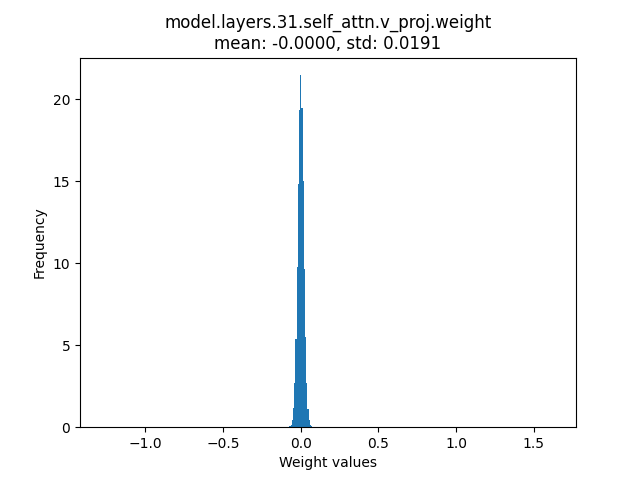 model.layers.31.self_attn.v_proj.weight
mean: -0.0000, std: 0.0191
20
15
10
5
0
Frequency
−1.0 −0.5 0.0 0.5 1.0 1.5
Weight values